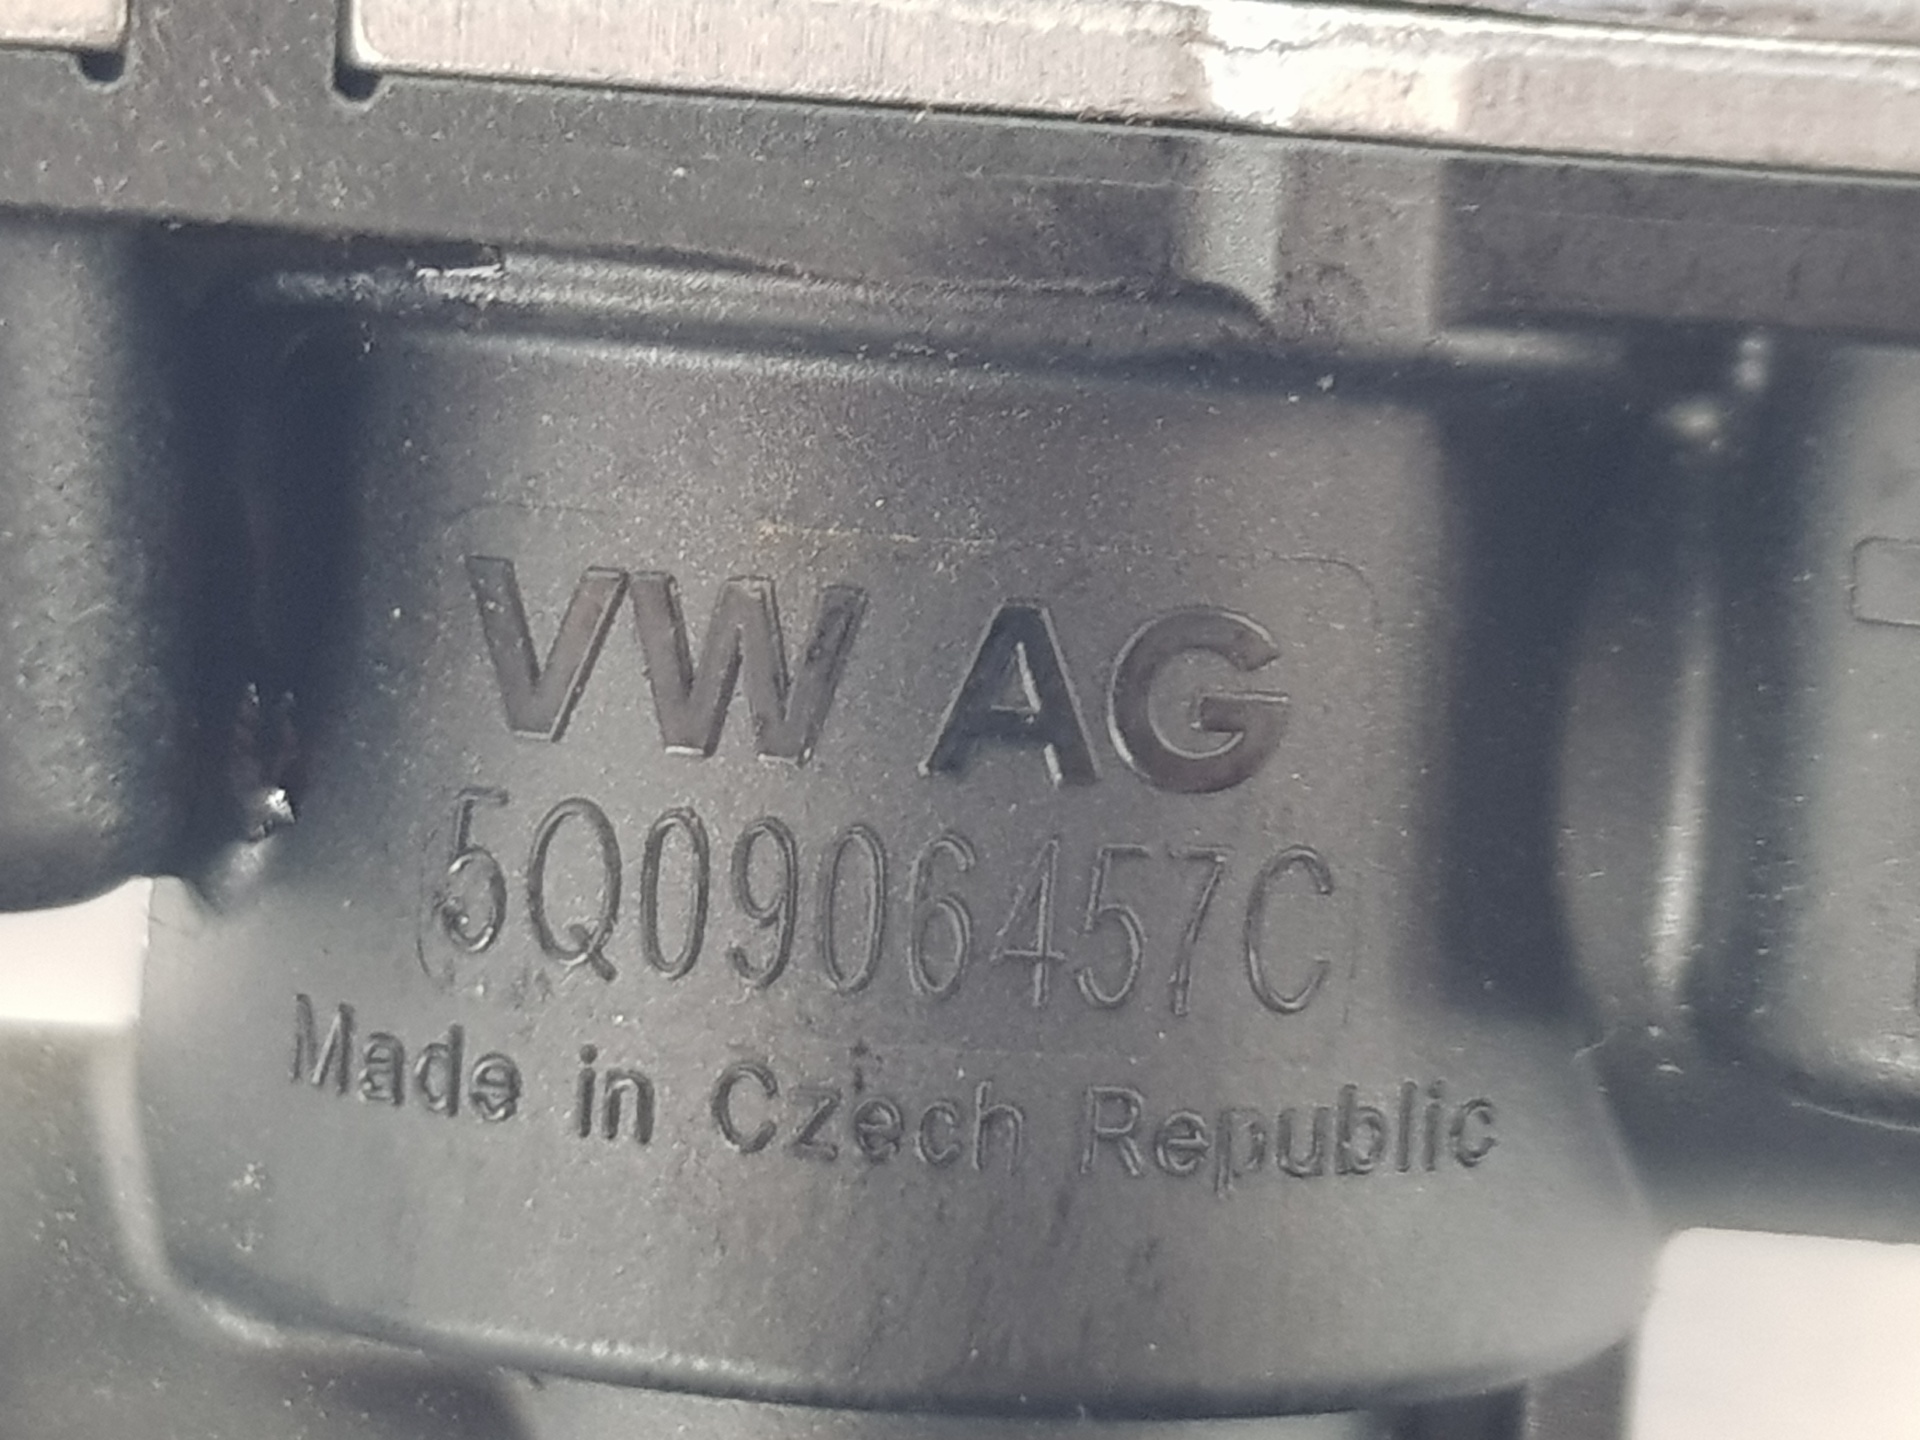 VW AG
5Q0906457C
Made in Czech Republic